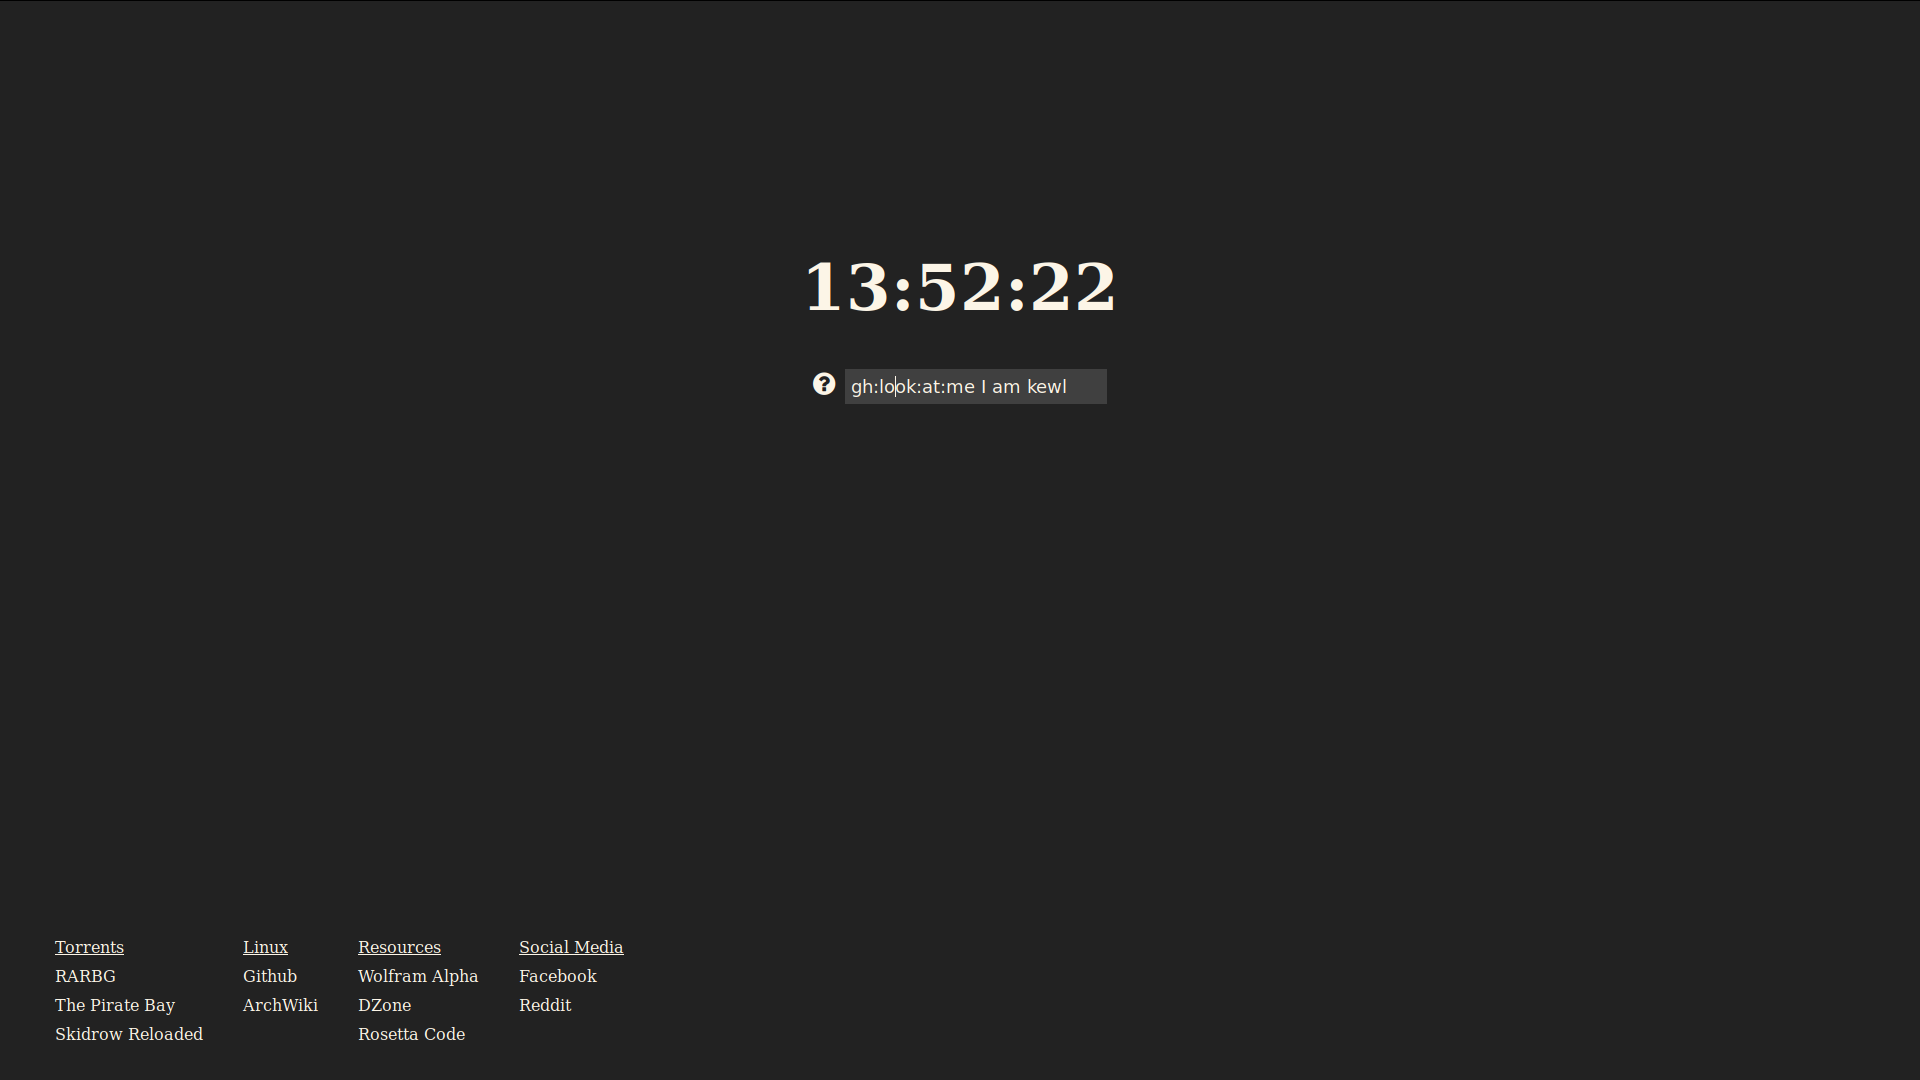 13:52:22
? gh:look:at:me I am kewl
Torrents
RARBG
The Pirate Bay
Skidrow Reloaded
Linux
Github
ArchWiki
Resources
Wolfram Alpha
DZone
Rosetta Code
Social Media
Facebook
Reddit